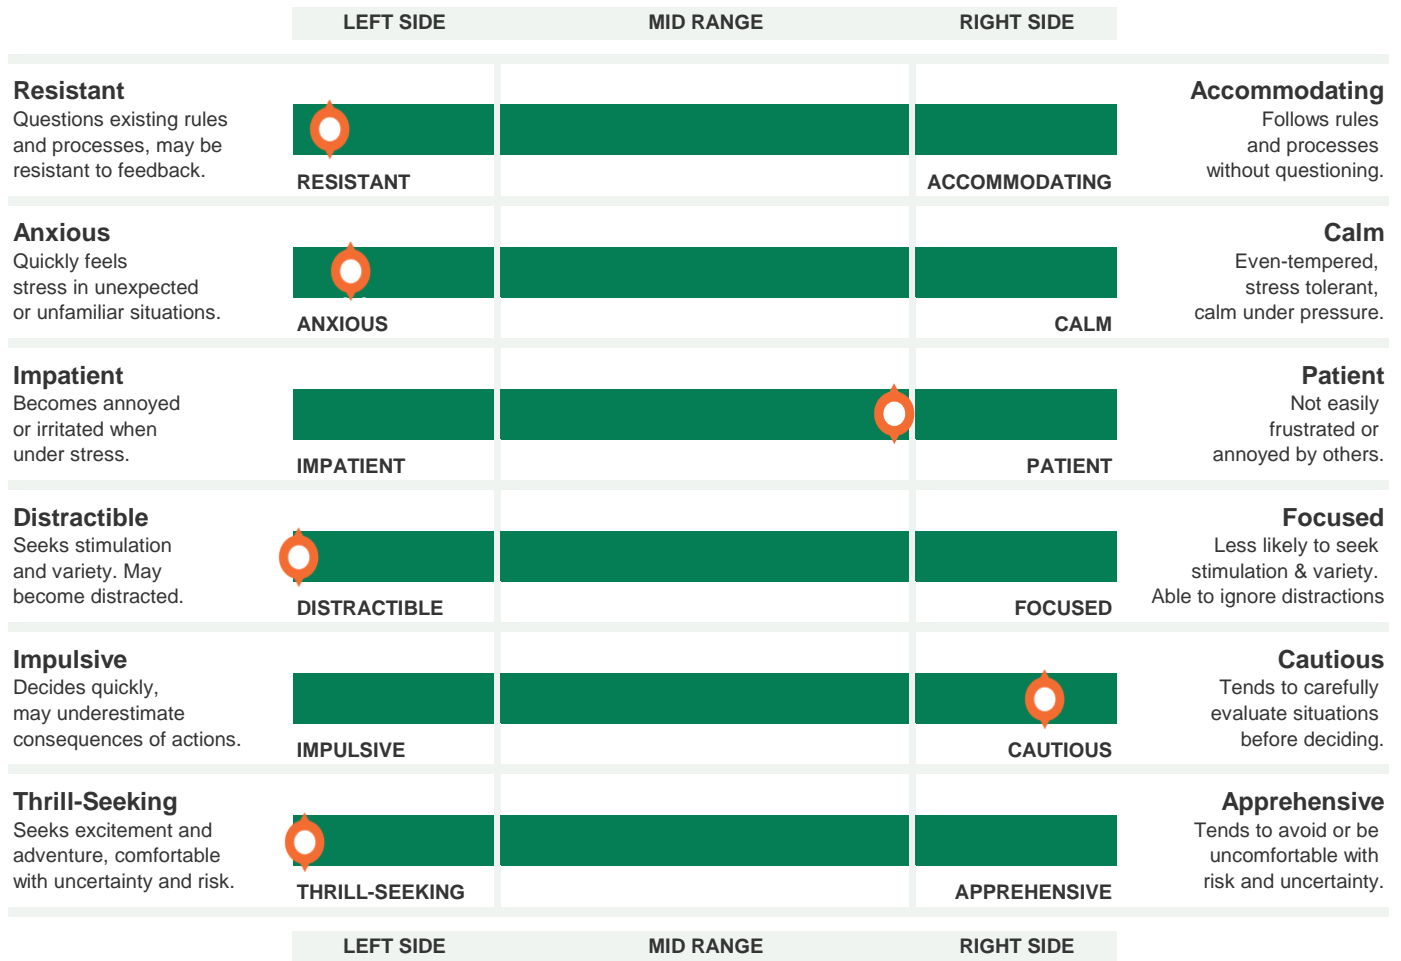 LEFT SIDE MID RANGE RIGHT SIDE
Resistant
Questions existing rules
and processes, may be
resistant to feedback.
RESISTANT ACCOMMODATING
Accommodating
Follows rules
and processes
without questioning.
Anxious
Quickly feels
stress in unexpected
or unfamiliar situations.
ANXIOUS CALM
Calm
Even-tempered,
stress tolerant,
calm under pressure.
Impatient
Becomes annoyed
or irritated when
under stress.
IMPATIENT PATIENT
Patient
Not easily
frustrated or
annoyed by others.
Distractible
Seeks stimulation
and variety. May
become distracted.
DISTRACTIBLE FOCUSED
Focused
Less likely to seek
stimulation & variety.
Able to ignore distractions
Impulsive
Decides quickly,
may underestimate
consequences of actions.
IMPULSIVE CAUTIOUS
Cautious
Tends to carefully
evaluate situations
before deciding.
Thrill-Seeking
Seeks excitement and
adventure, comfortable
with uncertainty and risk.
THRILL-SEEKING APPREHENSIVE
Apprehensive
Tends to avoid or be
uncomfortable with
risk and uncertainty.
LEFT SIDE MID RANGE RIGHT SIDE